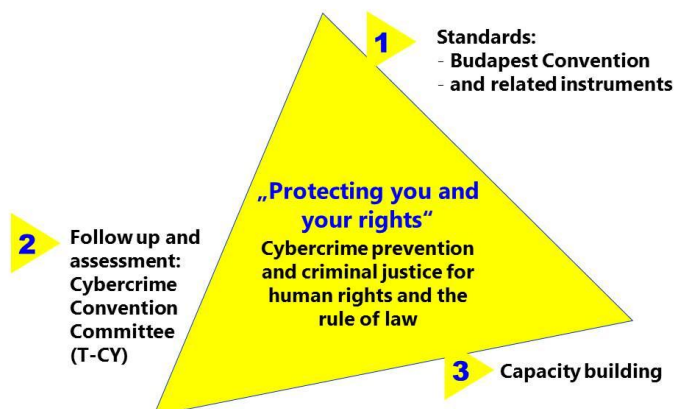 1
Standards:
- Budapest Convention
- and related instruments
„Protecting you and
your rights“
Cybercrime prevention
and criminal justice for
human rights and the
rule of law
2
Follow up and
assessment:
Cybercrime
Convention
Committee
(T-CY)
3
Capacity building